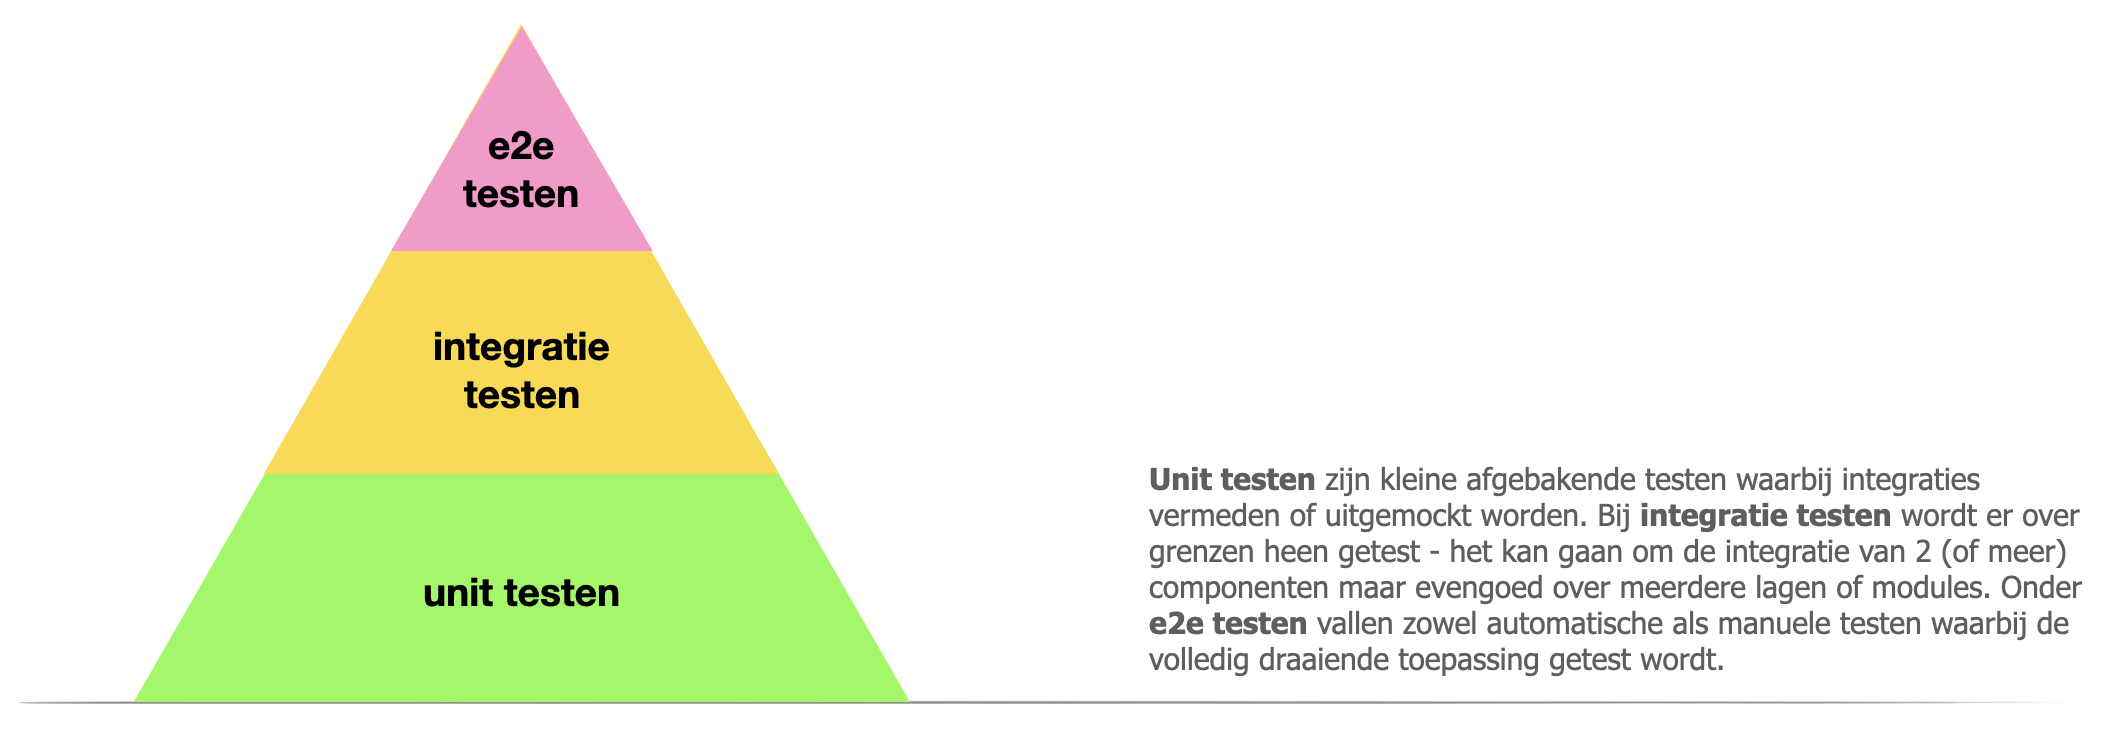 e2e
testen
integratie
testen
unit testen
Unit testen zijn kleine afgebakende testen waarbij integraties
vermeden of uitgemockt worden. Bij integratie testen wordt er over
grenzen heen getest - het kan gaan om de integratie van 2 (of meer)
componenten maar evengoed over meerdere lagen of modules. Onder
e2e testen vallen zowel automatische als manuele testen waarbij de
volledig draaiende toepassing getest wordt.